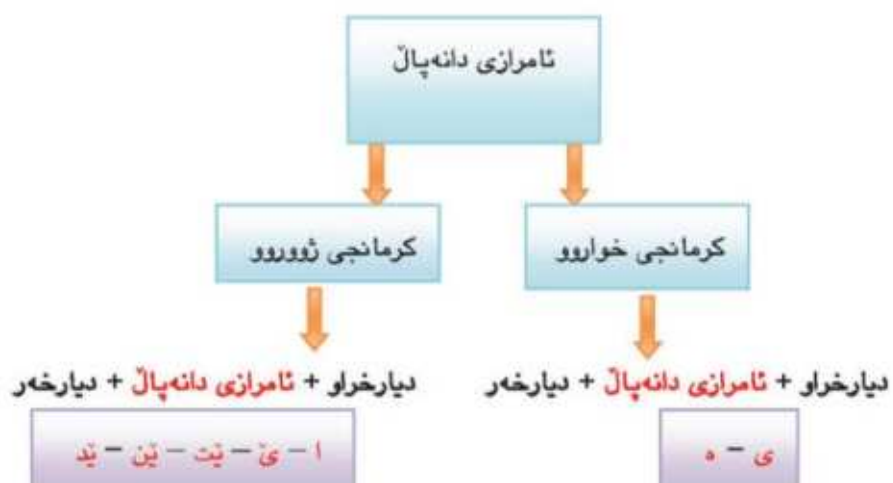 ئامرازی دانەپاڵ
کرمانجی خواروو
کرمانجی ژووروو
دیارخراو + ئامرازی دانەپاڵ + دیارخەر
دیارخراو + ئامرازی دانەپاڵ + دیارخەر
ی – ە
ا – ێ – ێت – ێن – ێد